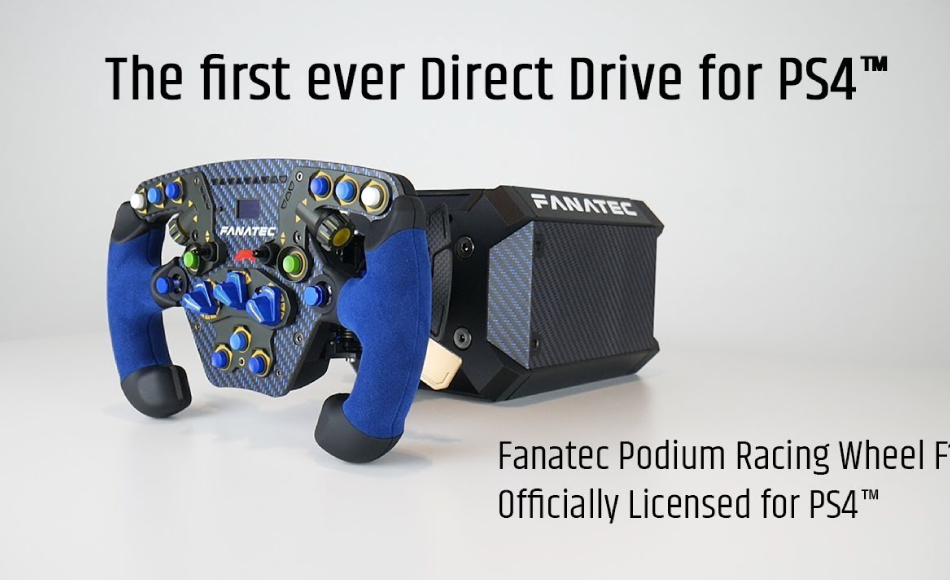 The first ever Direct Drive for PS4™
FANATEC
FANATEC
Fanatec Podium Racing Wheel F
Officially Licensed for PS4™